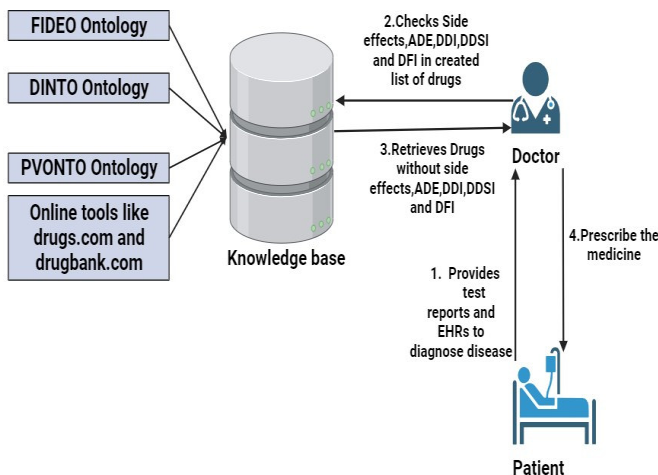 FIDEO Ontology
DINTO Ontology
PVONTO Ontology
Online tools like
drugs.com and
drugbank.com
Knowledge base
2.Checks Side
effects,ADE,DDI,DDSI
and DFI in created
list of drugs
3.Retrieves Drugs
without side
effects,ADE,DDI,DDSI
and DFI
Doctor
1. Provides
test
reports and
EHRs to
diagnose disease
4.Prescribe the
medicine
Patient